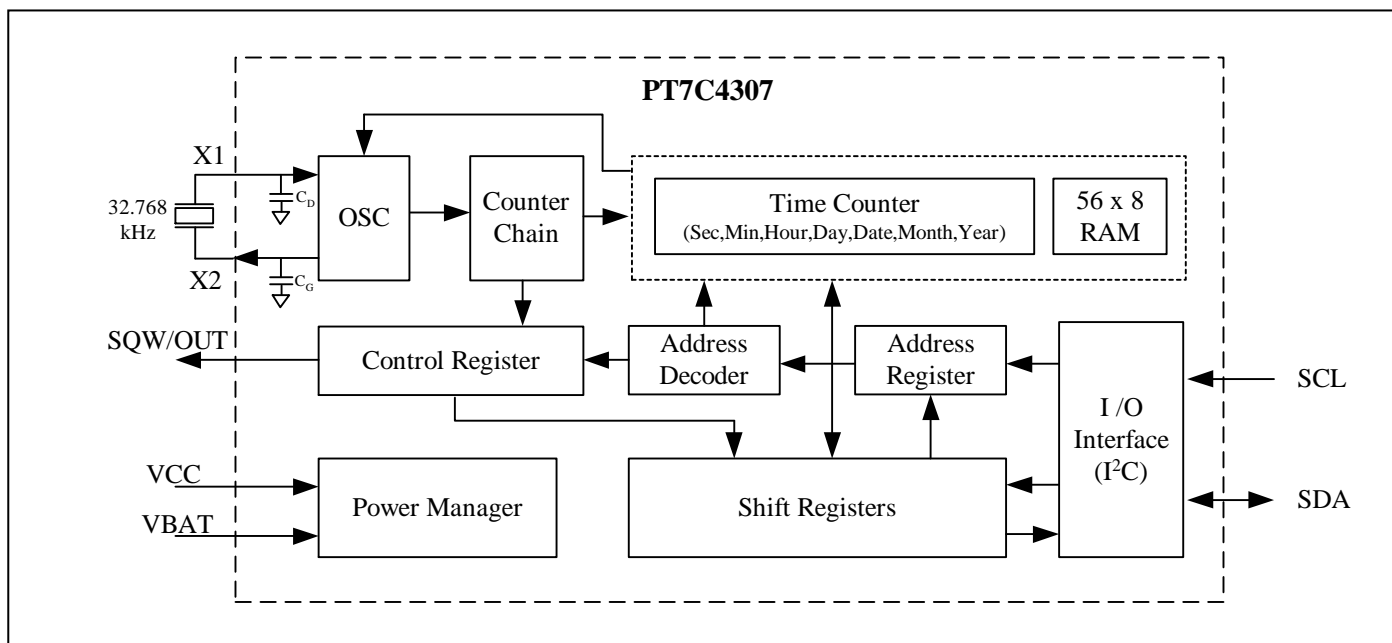 PT7C4307
X1
C_D
32.768
kHz
X2
C_G
OSC
Counter
Chain
Time Counter
(Sec,Min,Hour,Day,Date,Month,Year)
56 x 8
RAM
SQW/OUT
Control Register
Address
Decoder
Address
Register
I /O
Interface
(I²C)
SCL
VCC
VBAT
Power Manager
Shift Registers
SDA